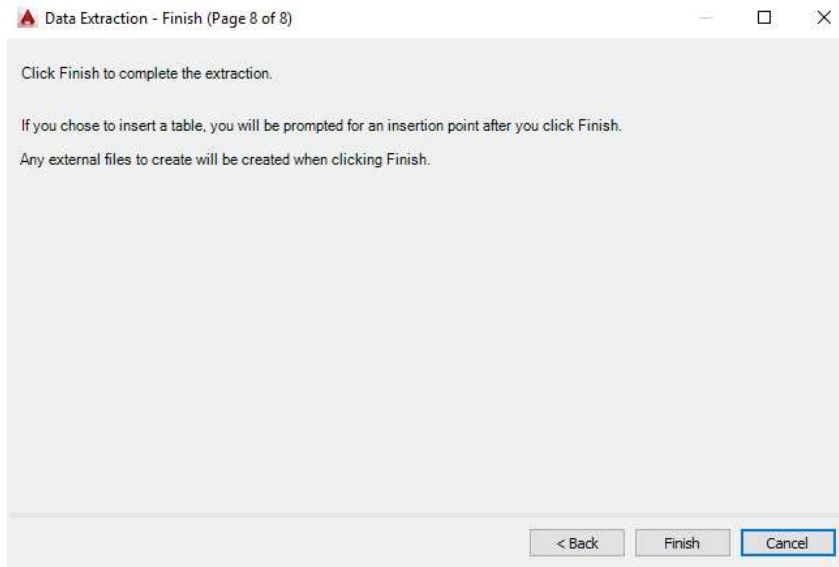 Data Extraction - Finish (Page 8 of 8)
Click Finish to complete the extraction.
If you chose to insert a table, you will be prompted for an insertion point after you click Finish.
Any external files to create will be created when clicking Finish.
< Back Finish Cancel